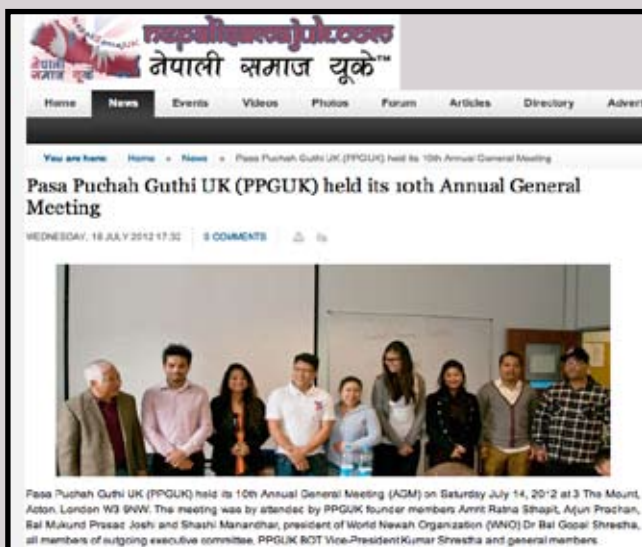 nepalisamajuk.com
नेपाली समाज यूके™
नेपाली
समाज यूके
Home News Events Videos Photos Forum Articles Directory Advert
You are here: Home » News » Pasa Puchah Guthi UK (PPGUK) held its 10th Annual General Meeting
Pasa Puchah Guthi UK (PPGUK) held its 10th Annual General
Meeting
WEDNESDAY, 18 JULY 2012 17:32 0 COMMENTS
Pasa Puchah Guthi UK (PPGUK) held its 10th Annual General Meeting (AGM) on Saturday July 14, 2012 at 3 The Mount,
Acton, London W3 9NW. The meeting was by attended by PPGUK founder members Amrit Ratna Sthapit, Arjun Pradhan,
Bal Mukund Prasad Joshi and Shashi Manandhar, president of World Newah Organization (WNO) Dr Bal Gopal Shrestha,
all members of outgoing executive committee, PPGUK BOT Vice-President Kumar Shrestha and general members.